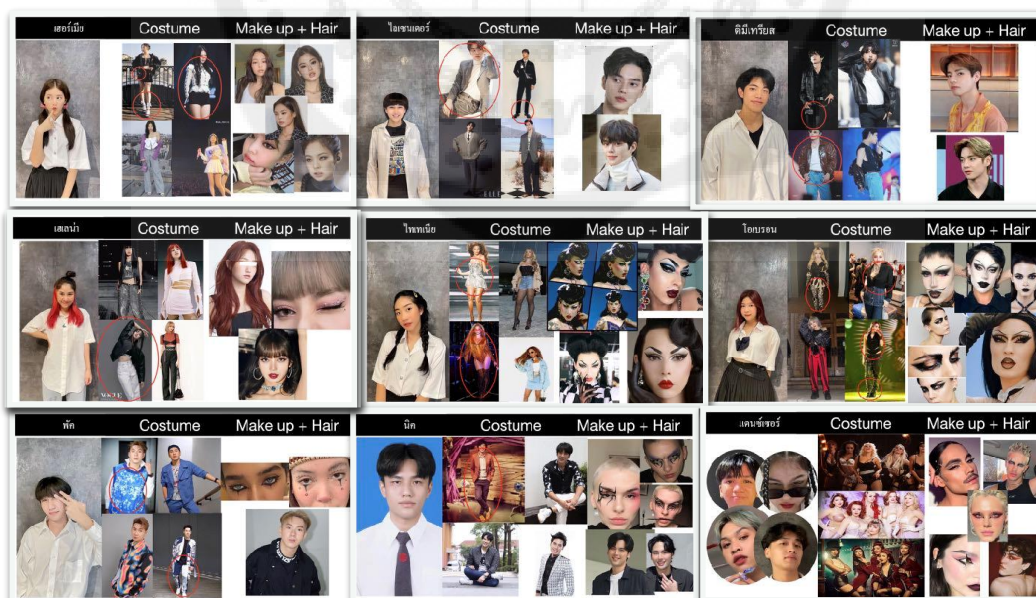 เฮอร์เมีย Costume Make up + Hair
ไลเซนเดอร์ Costume Make up + Hair
ดิมีเทรียส Costume Make up + Hair
เฮเลน่า Costume Make up + Hair
ไททาเนีย Costume Make up + Hair
โอเบรอน Costume Make up + Hair
VOGUE
พัค Costume Make up + Hair
นิค Costume Make up + Hair
แดนซ์เซอร์ Costume Make up + Hair